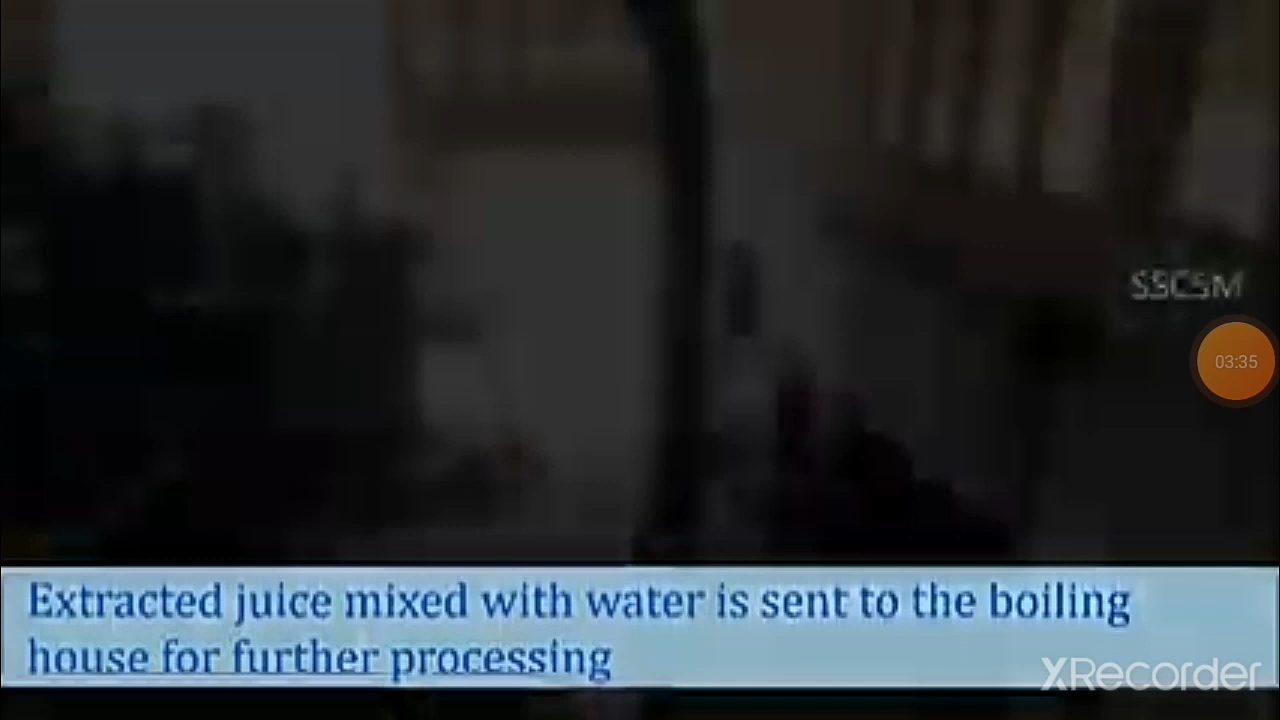 SSCSM
03:35
Extracted juice mixed with water is sent to the boiling
house for further processing
XRecorder